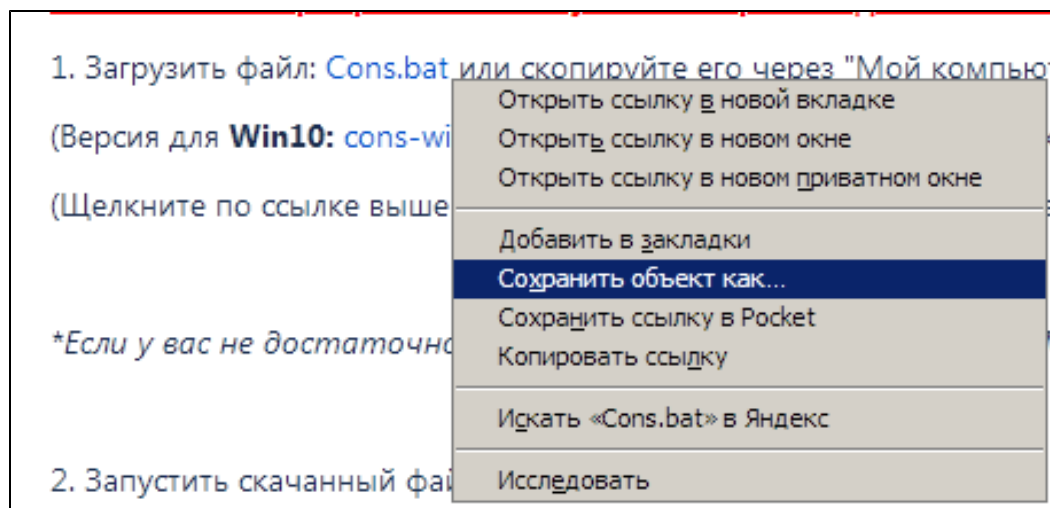 1. Загрузить файл: Cons.bat или скопируйте его через "Мой компьют
Открыть ссылку в новой вкладке
(Версия для Win10: cons-wi
Открыть ссылку в новом окне
Открыть ссылку в новом приватном окне
(Щелкните по ссылке выше
Добавить в закладки
Сохранить объект как...
Сохранить ссылку в Pocket
*Если у вас не достаточно
Копировать ссылку
Искать «Cons.bat» в Яндекс
2. Запустить скачанный фай
Исследовать